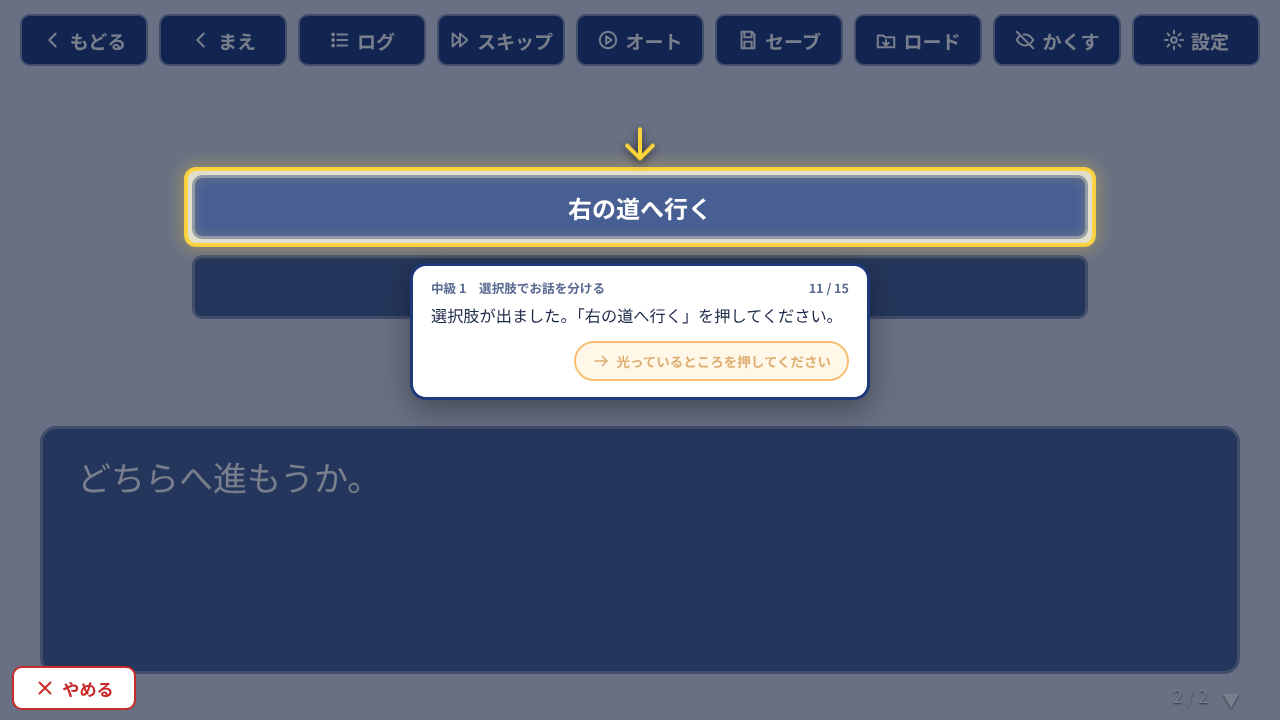 もどる
まえ
ログ
スキップ
オート
セーブ
ロード
かくす
設定
右の道へ行く
中級 1　選択肢でお話を分ける
11 / 15
選択肢が出ました。「右の道へ行く」を押してください。
光っているところを押してください
どちらへ進もうか。
やめる
2 / 2